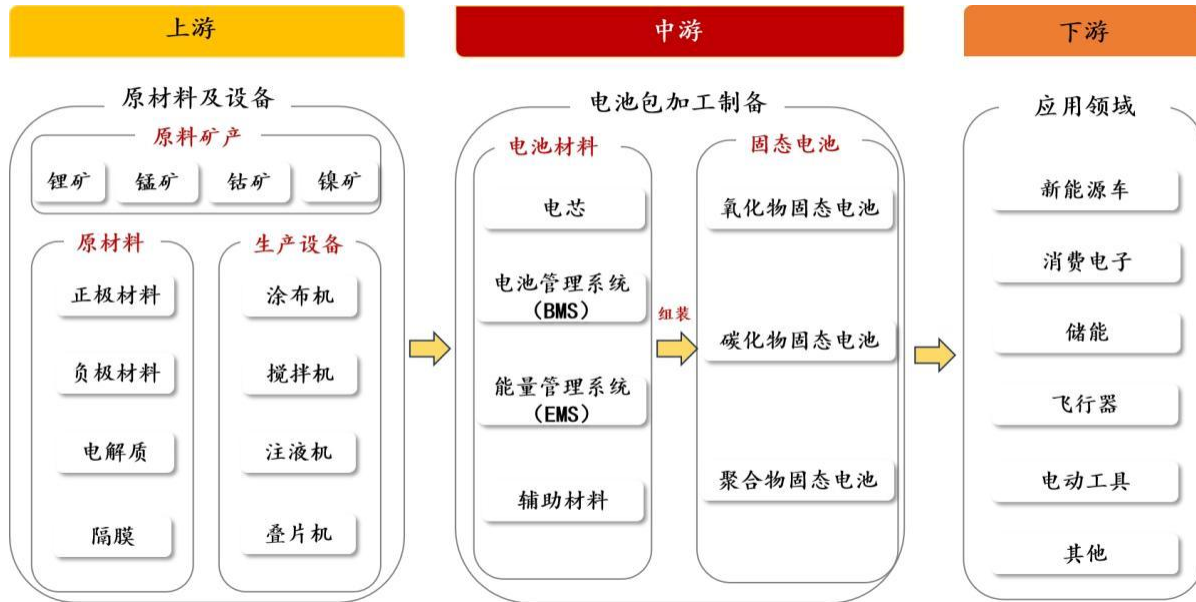 上游
中游
下游
原材料及设备
原料矿产
锂矿
锰矿
钴矿
镍矿
原材料
正极材料
负极材料
电解质
隔膜
生产设备
涂布机
搅拌机
注液机
叠片机
电池包加工制备
电池材料
电芯
电池管理系统
（BMS）
能量管理系统
（EMS）
辅助材料
组装
固态电池
氧化物固态电池
碳化物固态电池
聚合物固态电池
应用领域
新能源车
消费电子
储能
飞行器
电动工具
其他